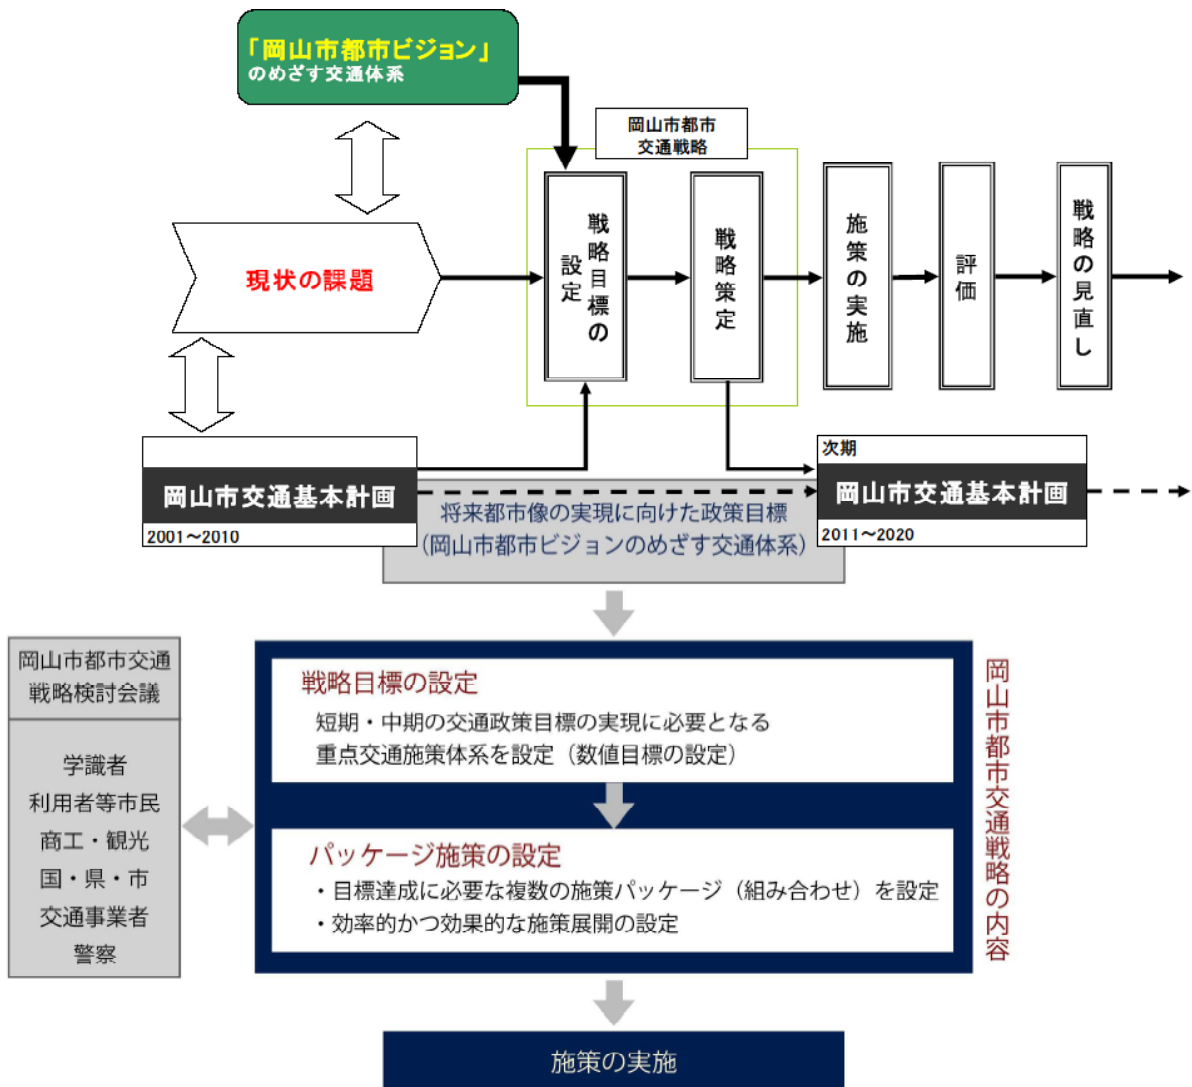 「岡山市都市ビジョン」
のめざす交通体系
岡山市都市
交通戦略
現状の課題
戦略目標の
設定
戦略策定
施策の実施
評価
戦略の見直し
岡山市交通基本計画
2001～2010
次期
岡山市交通基本計画
2011～2020
将来都市像の実現に向けた政策目標
（岡山市都市ビジョンのめざす交通体系）
岡山市都市交通
戦略検討会議
学識者
利用者等市民
商工・観光
国・県・市
交通事業者
警察
戦略目標の設定
短期・中期の交通政策目標の実現に必要となる
重点交通施策体系を設定（数値目標の設定）
パッケージ施策の設定
・目標達成に必要な複数の施策パッケージ（組み合わせ）を設定
・効率的かつ効果的な施策展開の設定
岡山市都市交通戦略の内容
施策の実施